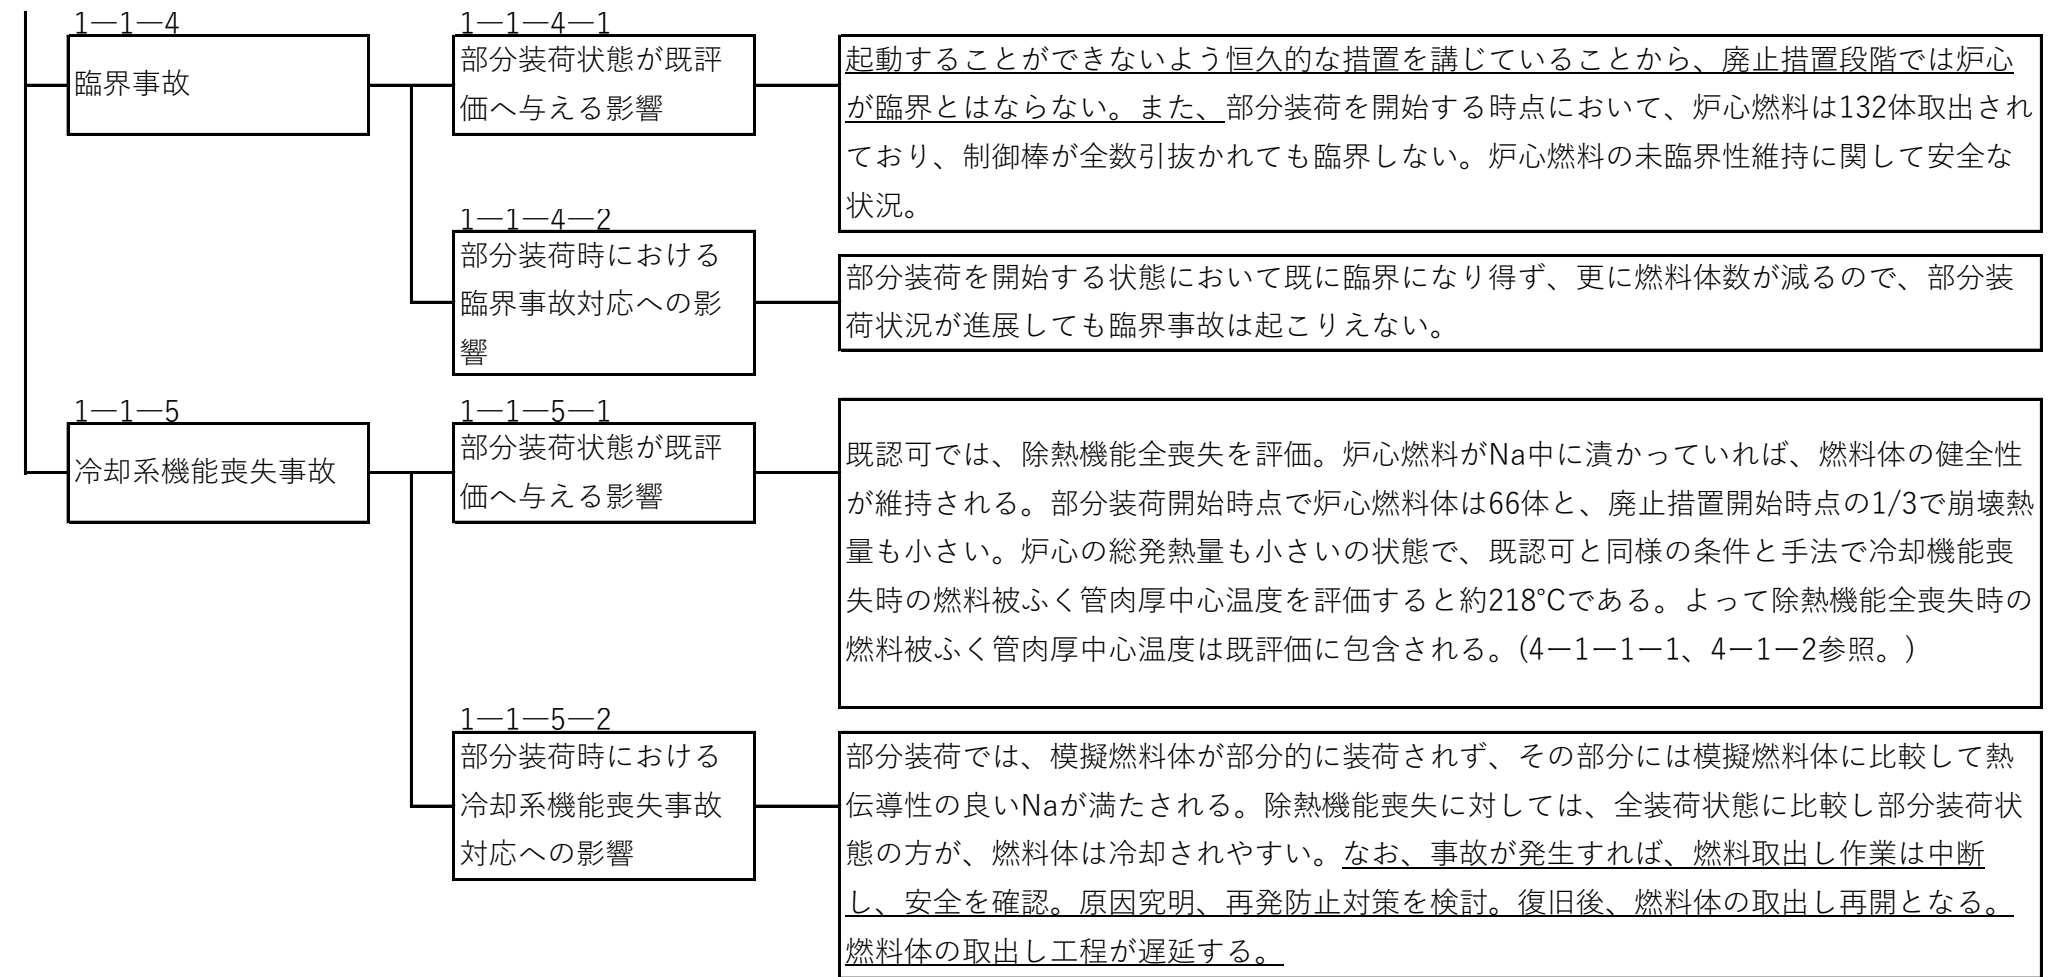 1―1―4
臨界事故
1―1―4―1
部分装荷状態が既評
価へ与える影響
起動することができないよう恒久的な措置を講じていることから、廃止措置段階では炉心
が臨界とはならない。また、部分装荷を開始する時点において、炉心燃料は132体取出され
ており、制御棒が全数引抜かれても臨界しない。炉心燃料の未臨界性維持に関して安全な
状況。
1―1―4―2
部分装荷時における
臨界事故対応への影
響
部分装荷を開始する状態において既に臨界になり得ず、更に燃料体数が減るので、部分装
荷状況が進展しても臨界事故は起こりえない。
1―1―5
冷却系機能喪失事故
1―1―5―1
部分装荷状態が既評
価へ与える影響
既認可では、除熱機能全喪失を評価。炉心燃料がNa中に漬かっていれば、燃料体の健全性
が維持される。部分装荷開始時点で炉心燃料体は66体と、廃止措置開始時点の1/3で崩壊熱
量も小さい。炉心の総発熱量も小さいの状態で、既認可と同様の条件と手法で冷却機能喪
失時の燃料被ふく管肉厚中心温度を評価すると約218℃である。よって除熱機能全喪失時の
燃料被ふく管肉厚中心温度は既評価に包含される。(4ー1ー1ー1、4ー1ー2参照。)
1―1―5―2
部分装荷時における
冷却系機能喪失事故
対応への影響
部分装荷では、模擬燃料体が部分的に装荷されず、その部分には模擬燃料体に比較して熱
伝導性の良いNaが満たされる。除熱機能喪失に対しては、全装荷状態に比較し部分装荷状
態の方が、燃料体は冷却されやすい。なお、事故が発生すれば、燃料取出し作業は中断
し、安全を確認。原因究明、再発防止対策を検討。復旧後、燃料体の取出し再開となる。
燃料体の取出し工程が遅延する。